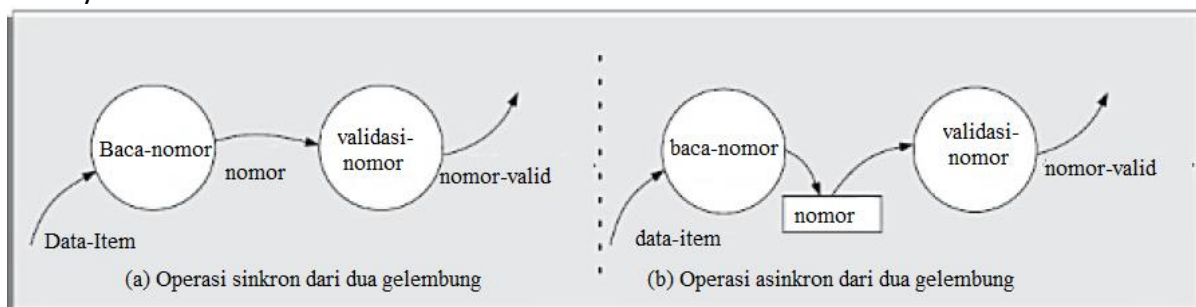 Baca-nomor
nomor
validasi-
nomor
nomor-valid
Data-Item
(a) Operasi sinkron dari dua gelembung
baca-nomor
nomor
validasi-
nomor
nomor-valid
data-item
(b) Operasi asinkron dari dua gelembung